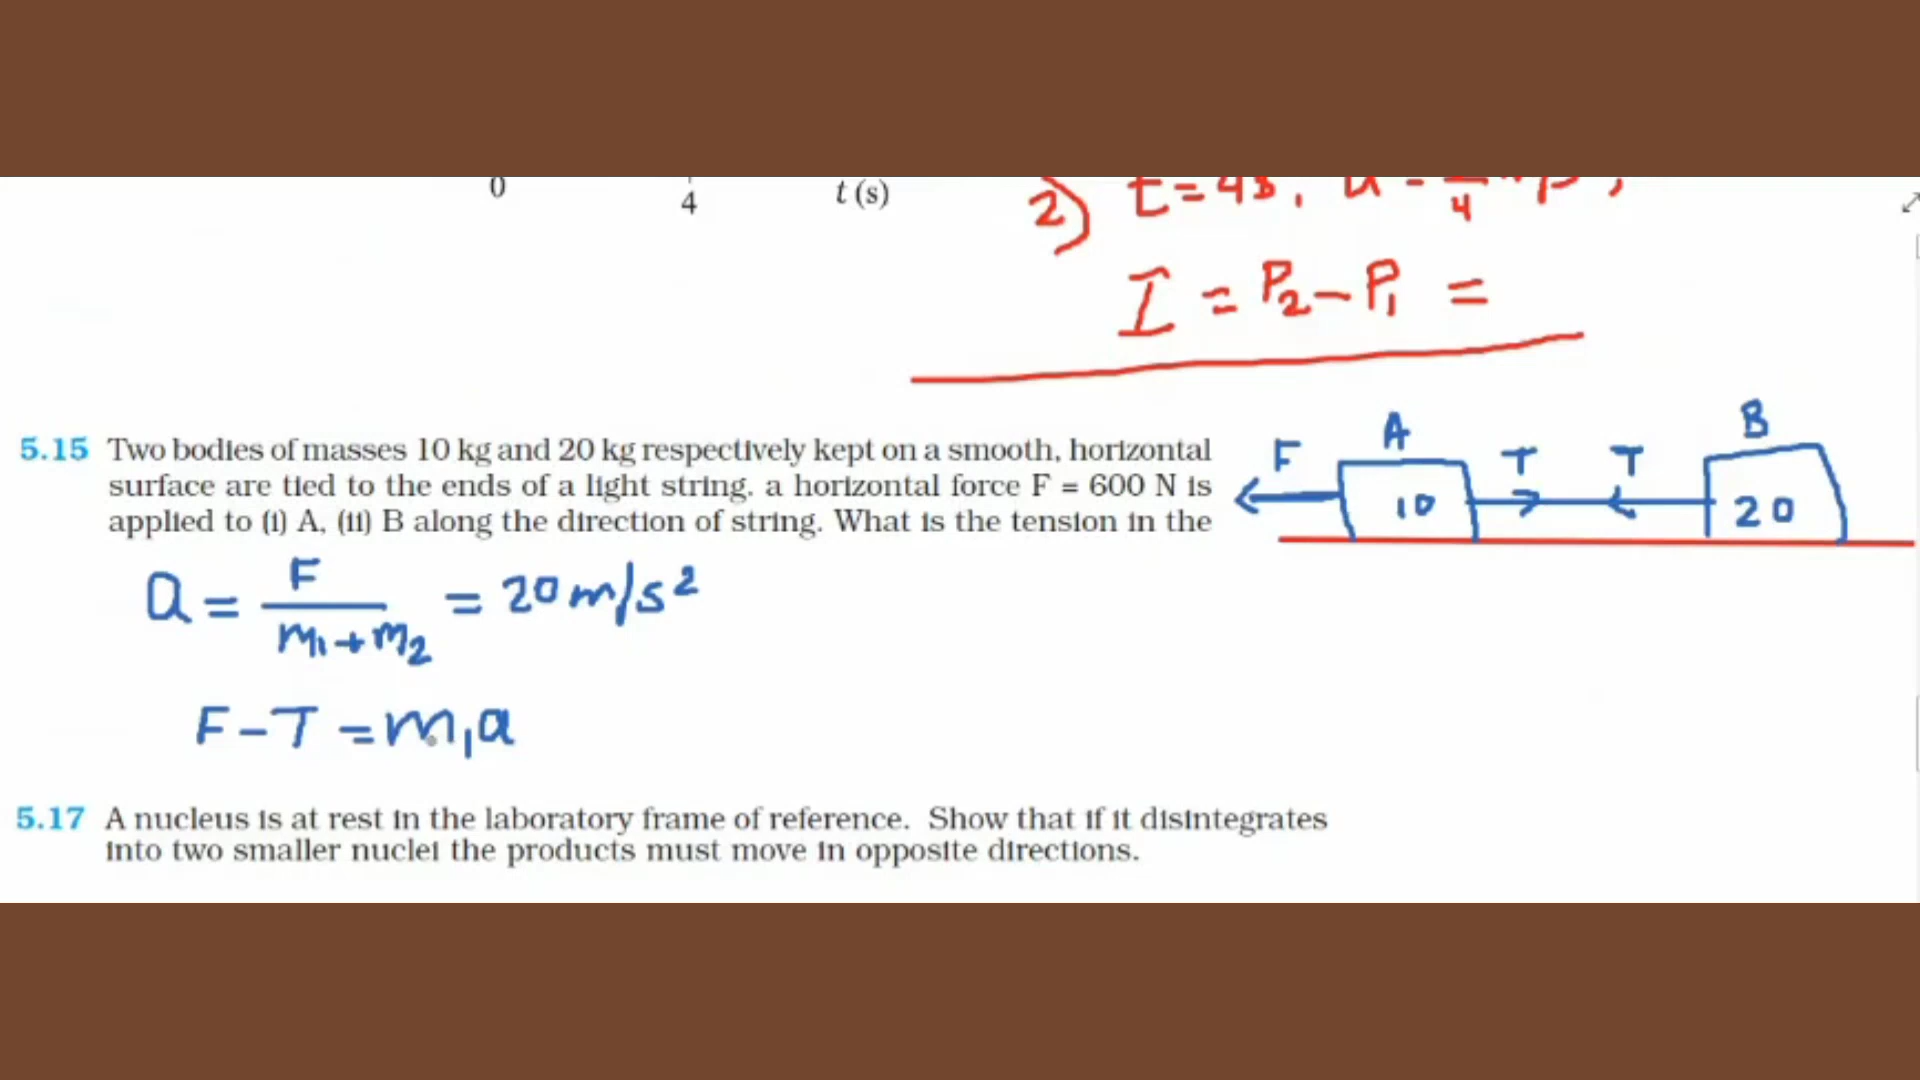 0
4
t (s)
2) t=4s,
4
I = P2 - P1 =
5.15 Two bodies of masses 10 kg and 20 kg respectively kept on a smooth, horizontal
surface are tied to the ends of a light string. a horizontal force F = 600 N is
applied to (i) A, (ii) B along the direction of string. What is the tension in the
F A T T B
10 20
a = F / m1+m2 = 20 m/s²
F - T = m1a
5.17 A nucleus is at rest in the laboratory frame of reference. Show that if it disintegrates
into two smaller nuclei the products must move in opposite directions.